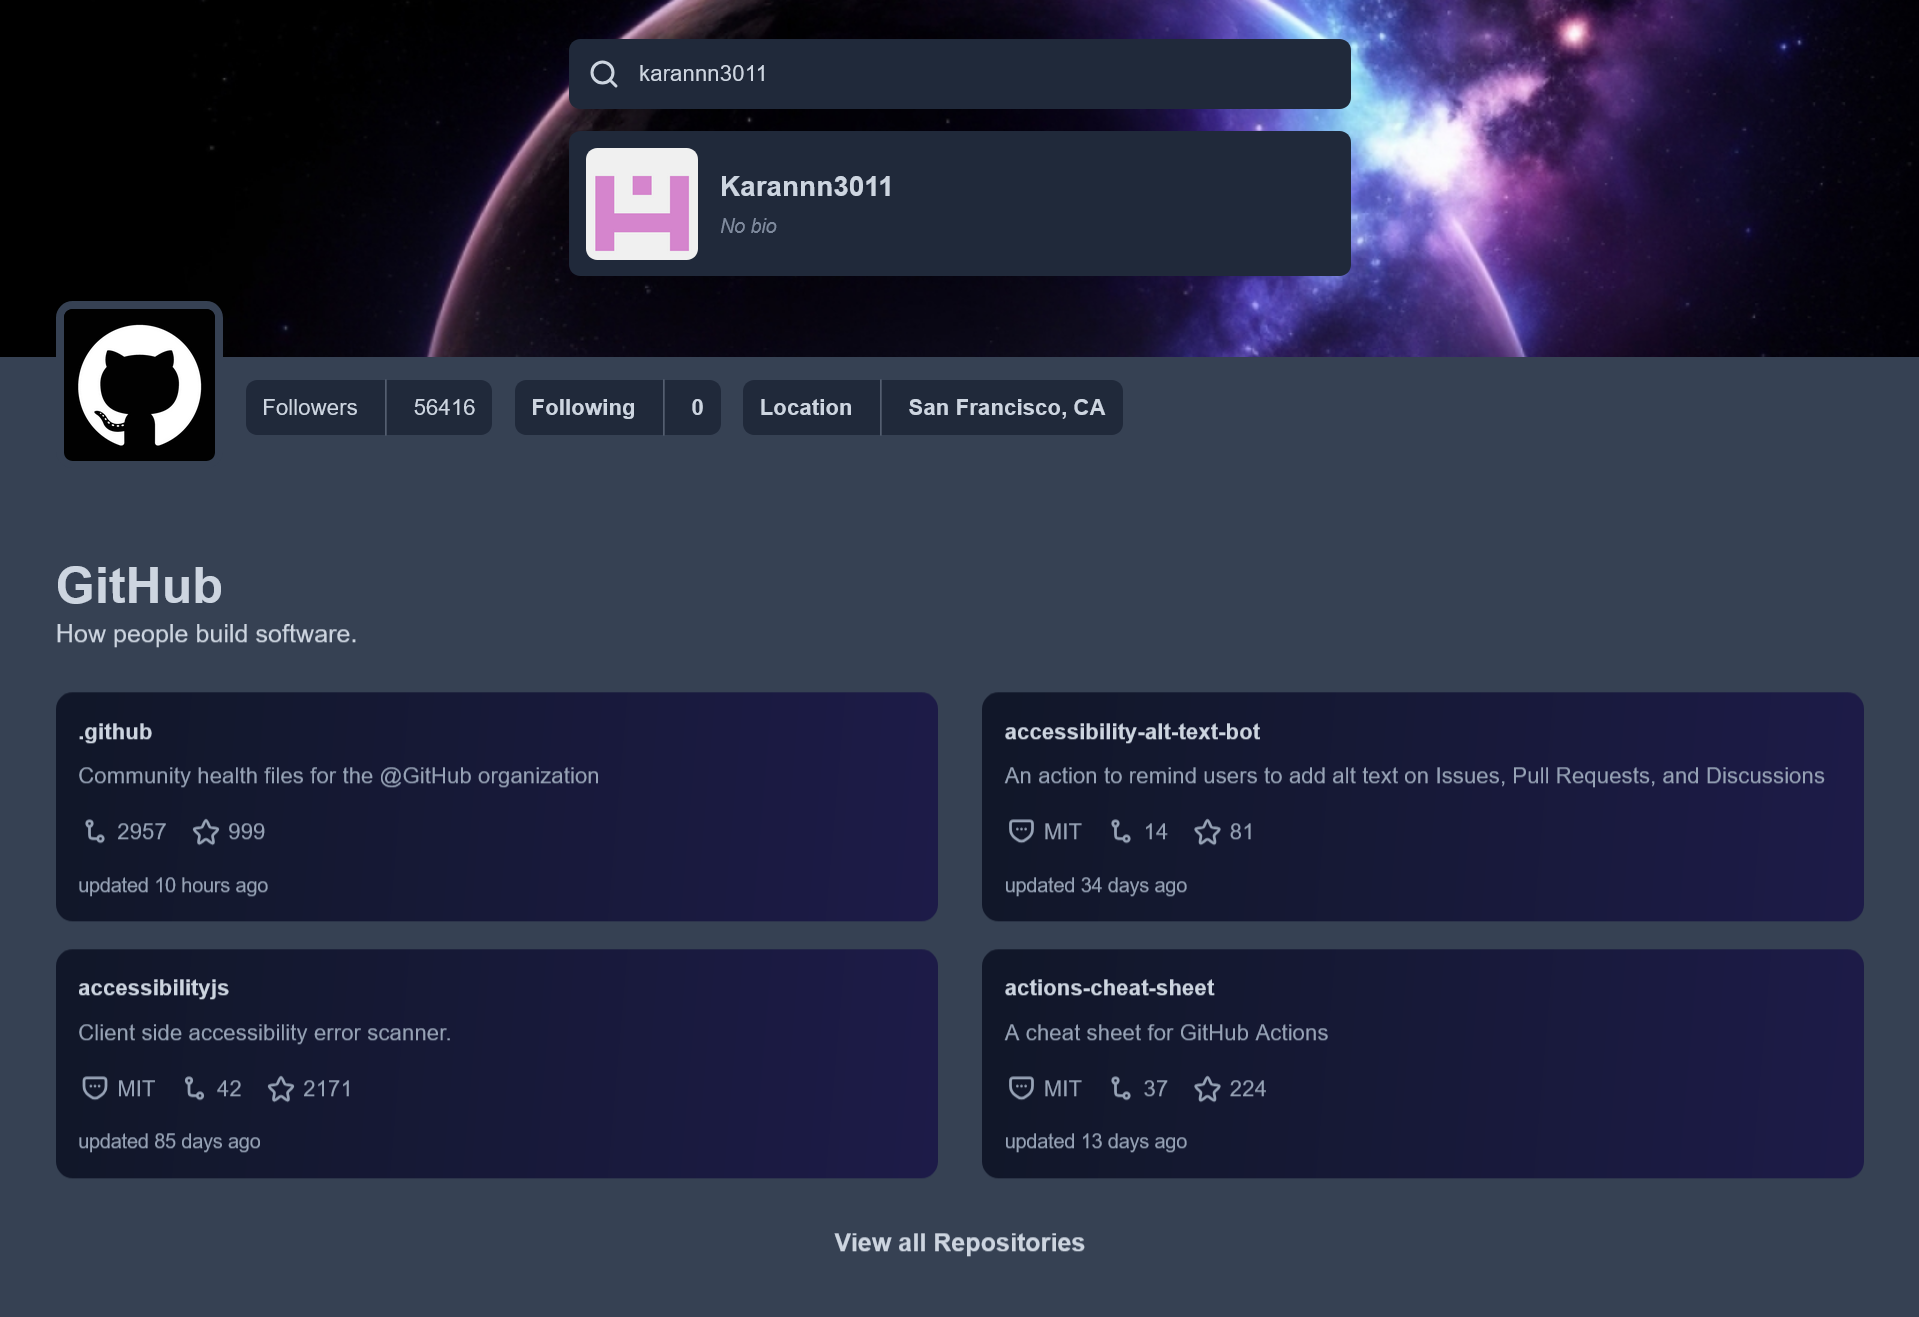 karannn3011
Karannn3011
No bio
Followers 56416 Following 0 Location San Francisco, CA
GitHub
How people build software.
.github
Community health files for the @GitHub organization
2957 999
updated 10 hours ago
accessibility-alt-text-bot
An action to remind users to add alt text on Issues, Pull Requests, and Discussions
MIT 14 81
updated 34 days ago
accessibilityjs
Client side accessibility error scanner.
MIT 42 2171
updated 85 days ago
actions-cheat-sheet
A cheat sheet for GitHub Actions
MIT 37 224
updated 13 days ago
View all Repositories